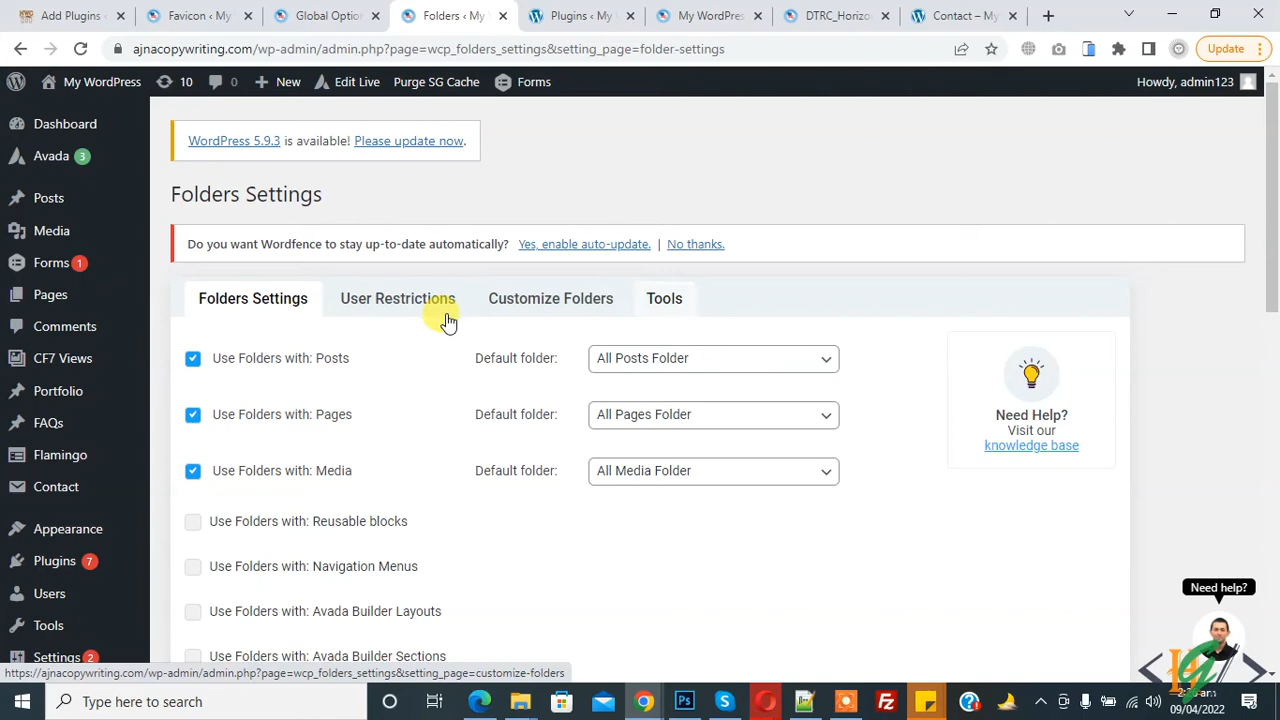 Add Plugins ‹
Favicon ‹ My
Global Optio
Folders ‹ My
Plugins ‹ My W
My WordPress
DTRC_Horizo
Contact – My
ajnacopywriting.com/wp-admin/admin.php?page=wcp_folders_settings&setting_page=folder-settings
Update
My WordPress
10
0
New
Edit Live
Purge SG Cache
Forms
Howdy, admin123
Dashboard
Avada 3
Posts
Media
Forms 1
Pages
Comments
CF7 Views
Portfolio
FAQs
Flamingo
Contact
Appearance
Plugins 7
Users
Tools
Settings 2
WordPress 5.9.3 is available! Please update now.
Folders Settings
Do you want Wordfence to stay up-to-date automatically? Yes, enable auto-update. | No thanks.
Folders Settings
User Restrictions
Customize Folders
Tools
Use Folders with: Posts
Default folder:
All Posts Folder
Use Folders with: Pages
Default folder:
All Pages Folder
Use Folders with: Media
Default folder:
All Media Folder
Use Folders with: Reusable blocks
Use Folders with: Navigation Menus
Use Folders with: Avada Builder Layouts
Use Folders with: Avada Builder Sections
Need Help?
Visit our
knowledge base
Need help?
https://ajnacopywriting.com/wp-admin/admin.php?page=wcp_folders_settings&setting_page=customize-folders
Type here to search
09/04/2022